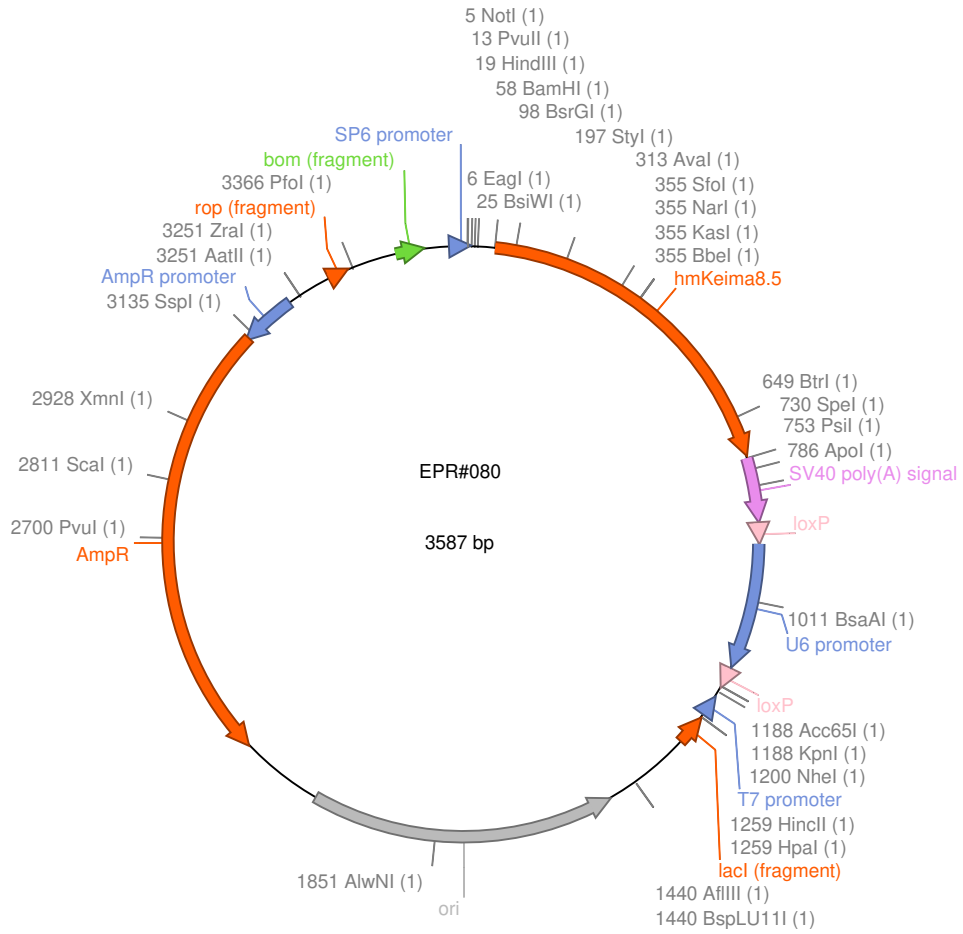 5 NotI (1)
13 PvuII (1)
19 HindIII (1)
58 BamHI (1)
98 BsrGI (1)
SP6 promoter
197 StyI (1)
bom (fragment)
313 AvaI (1)
3366 PfoI (1)
6 EagI (1)
355 SfoI (1)
rop (fragment)
25 BsiWI (1)
355 NarI (1)
3251 ZraI (1)
355 KasI (1)
3251 AatII (1)
355 BbeI (1)
AmpR promoter
hmKeima8.5
3135 SspI (1)
649 BtrI (1)
2928 XmnI (1)
730 SpeI (1)
753 PsiI (1)
786 ApoI (1)
2811 ScaI (1)
EPR#080
SV40 poly(A) signal
2700 PvuI (1)
loxP
3587 bp
AmpR
1011 BsaAI (1)
U6 promoter
loxP
1188 Acc65I (1)
1188 KpnI (1)
1200 NheI (1)
T7 promoter
1259 HincII (1)
1259 HpaI (1)
lacI (fragment)
1851 AlwNI (1)
1440 AflIII (1)
ori
1440 BspLU11I (1)